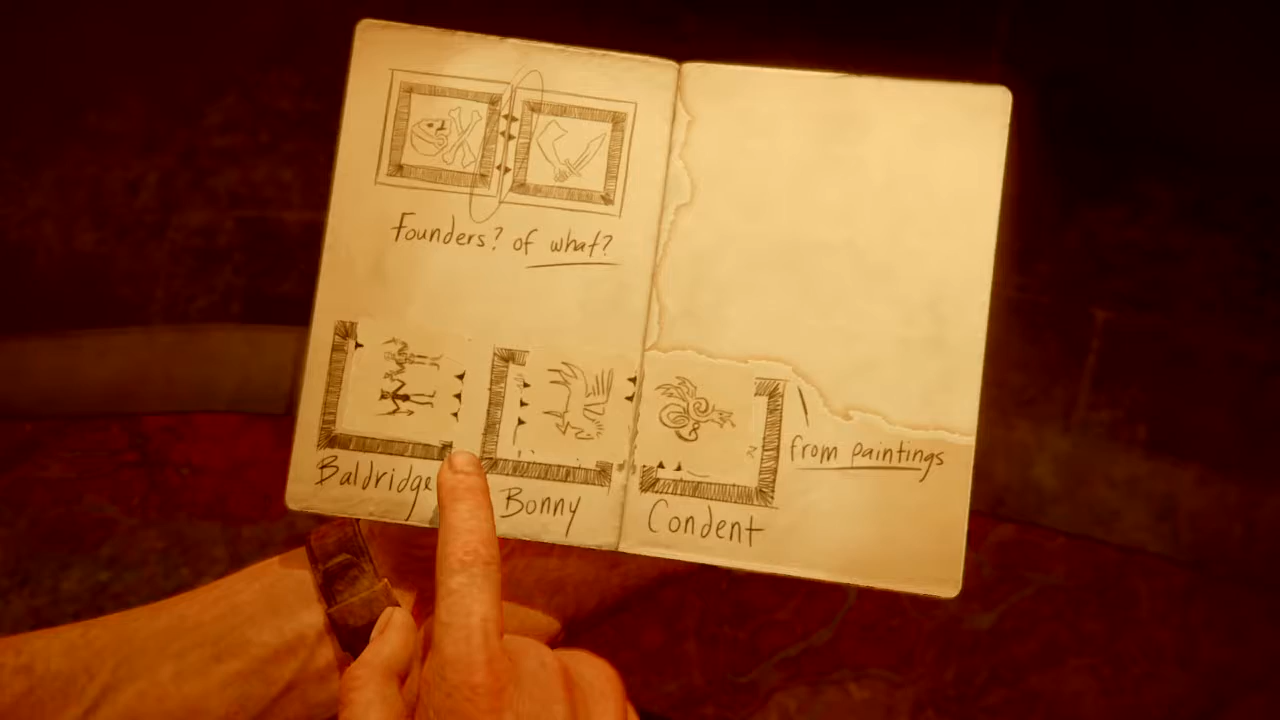 Founders? of what?
Baldridge
Bonny
Condent
from paintings